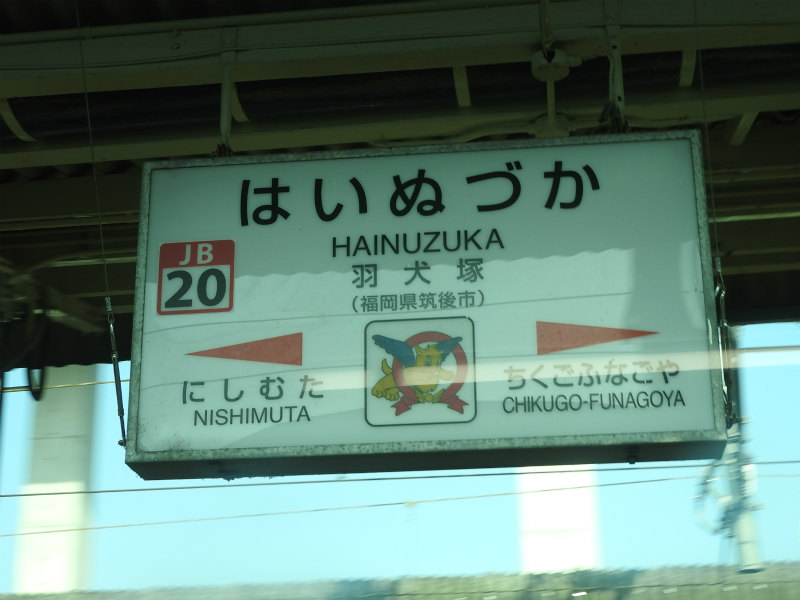 はいぬづか
HAINUZUKA
JB
20
羽犬塚
(福岡県筑後市)
にしむた
NISHIMUTA
ちくごふなごや
CHIKUGO-FUNAGOYA